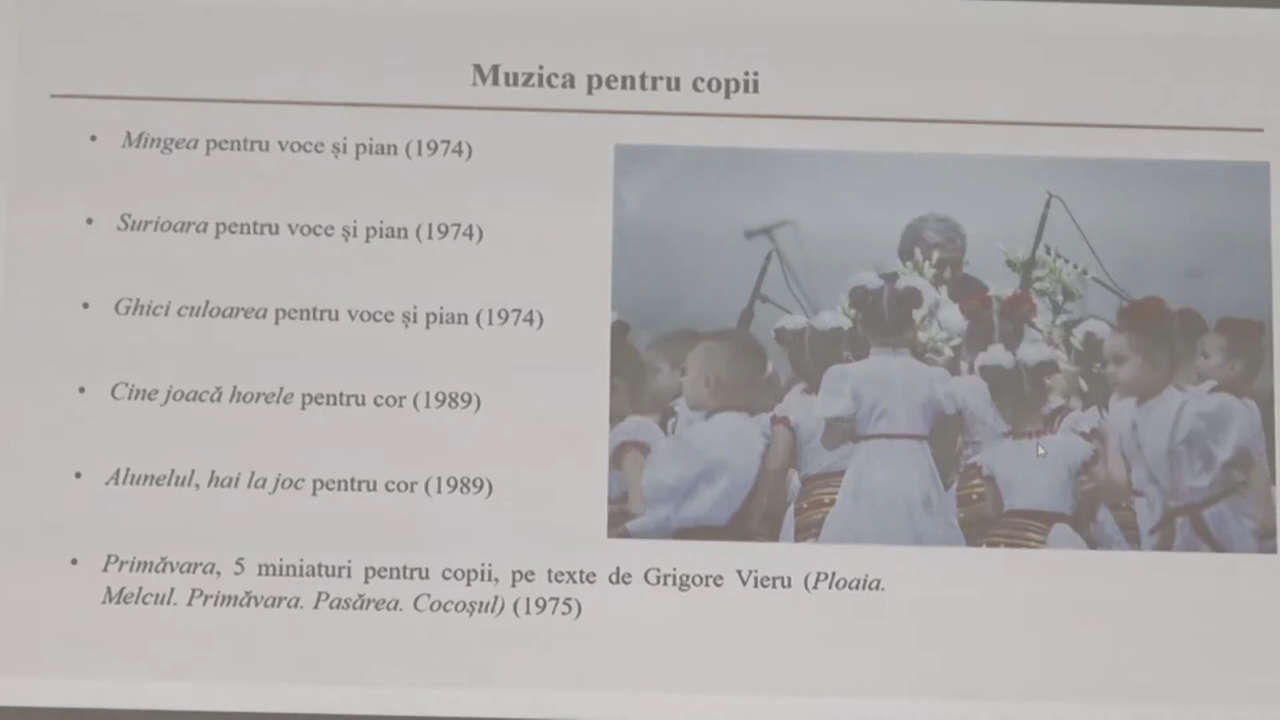 Muzica pentru copii
• Mingea pentru voce și pian (1974)
• Surioara pentru voce și pian (1974)
• Ghici culoarea pentru voce și pian (1974)
• Cine joacă horele pentru cor (1989)
• Alunelul, hai la joc pentru cor (1989)
• Primăvara, 5 miniaturi pentru copii, pe texte de Grigore Vieru (Ploaia.
Melcul. Primăvara. Pasărea. Cocoșul) (1975)